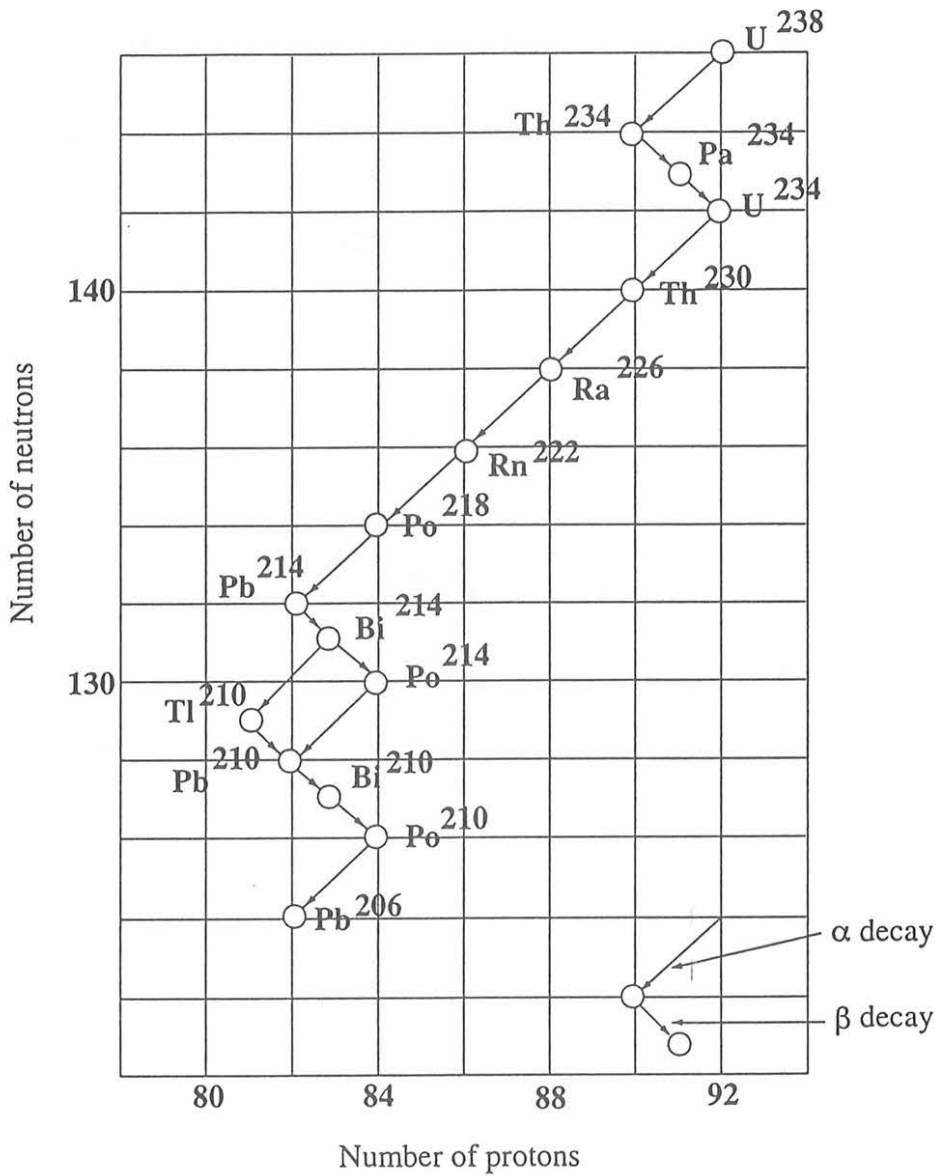 U 238
Th 234
Pa 234
U 234
140
Th 230
Ra 226
Rn 222
Po 218
Pb 214
Bi 214
Po 214
130
Tl 210
Pb 210
Bi 210
Po 210
Pb 206
α decay
β decay
80 84 88 92
Number of protons
Number of neutrons